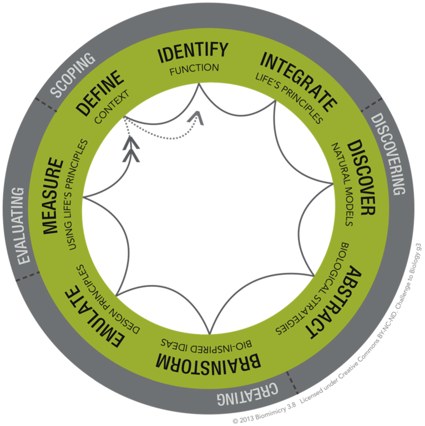 SCOPING
DEFINE
CONTEXT
IDENTIFY
FUNCTION
INTEGRATE
LIFE'S PRINCIPLES
DISCOVERING
DISCOVER
NATURAL MODELS
ABSTRACT
BIOLOGICAL STRATEGIES
CREATING
BRAINSTORM
BIO-INSPIRED IDEAS
EMULATE
DESIGN PRINCIPLES
EVALUATING
MEASURE
USING LIFE'S PRINCIPLES
© 2013 Biomimicry 3.8 Licensed under Creative Commons BY-NC-ND. Challenge to Biology g3